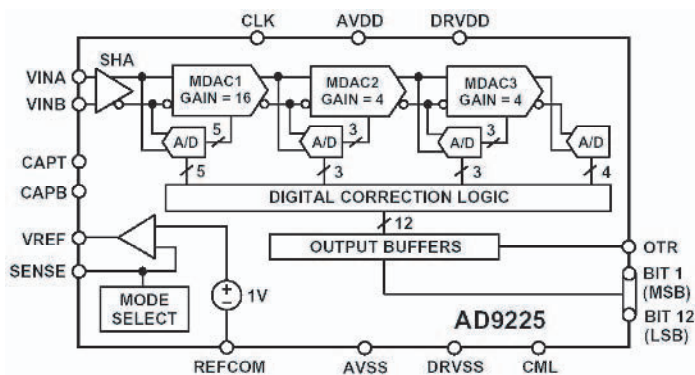 CLK AVDD DRVDD
SHA
VINA
VINB
MDAC1
GAIN = 16
MDAC2
GAIN = 4
MDAC3
GAIN = 4
5 3 3
A/D A/D A/D A/D
5 3 3 4
CAPT
CAPB
DIGITAL CORRECTION LOGIC
12
VREF
OUTPUT BUFFERS
OTR
SENSE
MODE
SELECT
1V
BIT 1
(MSB)
AD9225
BIT 12
(LSB)
REFCOM AVSS DRVSS CML